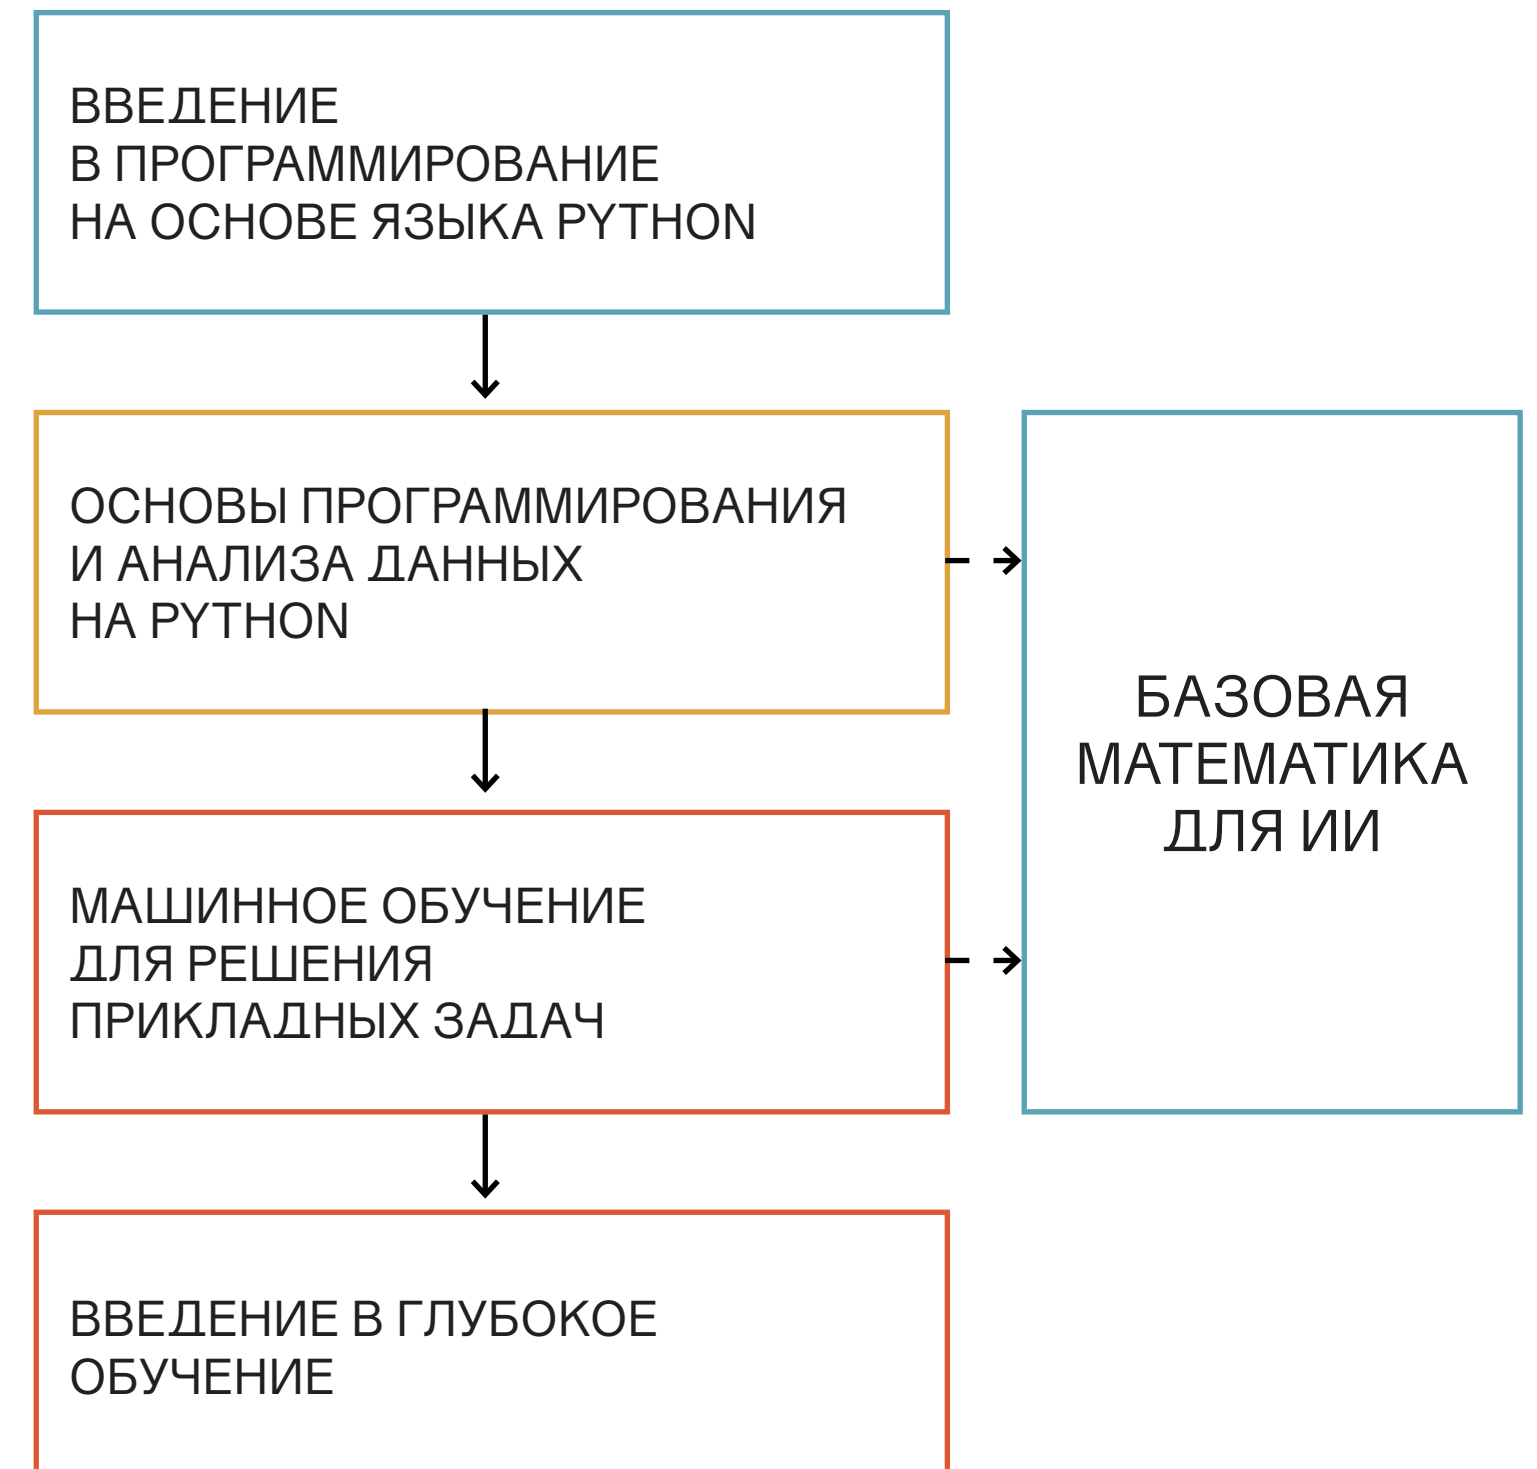 ВВЕДЕНИЕ
В ПРОГРАММИРОВАНИЕ
НА ОСНОВЕ ЯЗЫКА PYTHON
ОСНОВЫ ПРОГРАММИРОВАНИЯ
И АНАЛИЗА ДАННЫХ
НА PYTHON
БАЗОВАЯ
МАТЕМАТИКА
ДЛЯ ИИ
МАШИННОЕ ОБУЧЕНИЕ
ДЛЯ РЕШЕНИЯ
ПРИКЛАДНЫХ ЗАДАЧ
ВВЕДЕНИЕ В ГЛУБОКОЕ
ОБУЧЕНИЕ